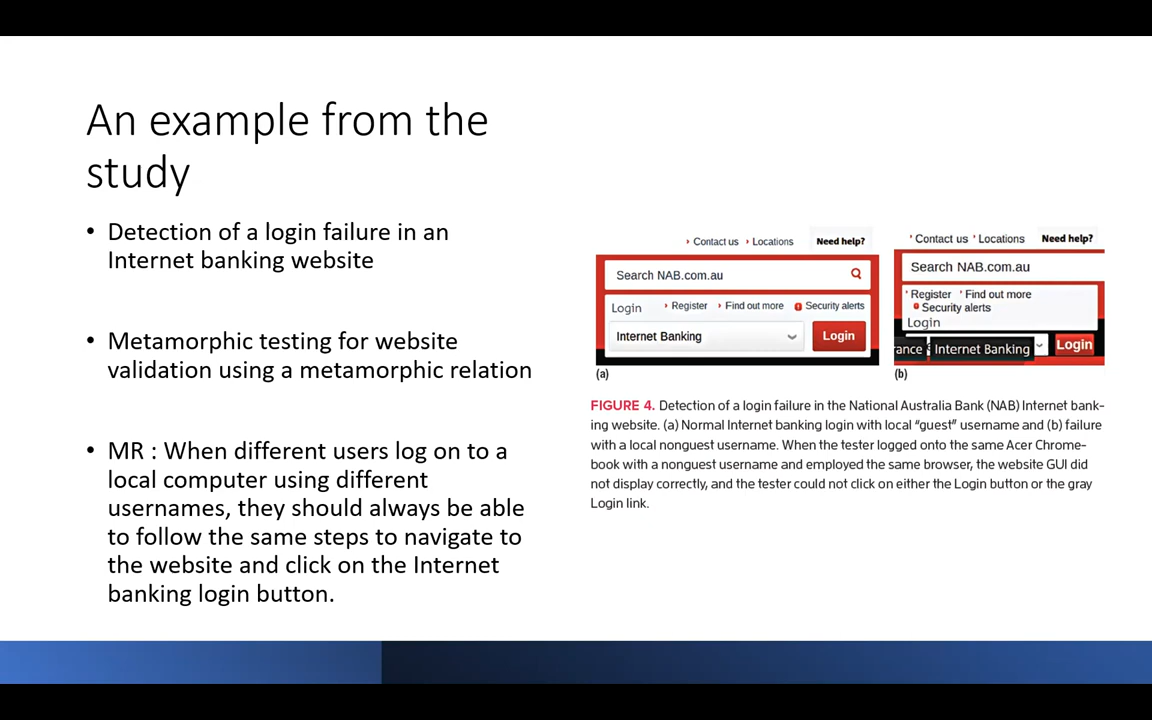 An example from the
study
• Detection of a login failure in an
Internet banking website
• Metamorphic testing for website
validation using a metamorphic relation
• MR : When different users log on to a
local computer using different
usernames, they should always be able
to follow the same steps to navigate to
the website and click on the Internet
banking login button.
Contact us Locations Need help?
Search NAB.com.au
Login Register Find out more Security alerts
Internet Banking Login
(a)
Contact us Locations Need help?
Search NAB.com.au
Register Find out more
Security alerts
Login
rance Internet Banking Login
(b)
FIGURE 4. Detection of a login failure in the National Australia Bank (NAB) Internet bank-
ing website. (a) Normal Internet banking login with local “guest” username and (b) failure
with a local nonguest username. When the tester logged onto the same Acer Chrome-
book with a nonguest username and employed the same browser, the website GUI did
not display correctly, and the tester could not click on either the Login button or the gray
Login link.